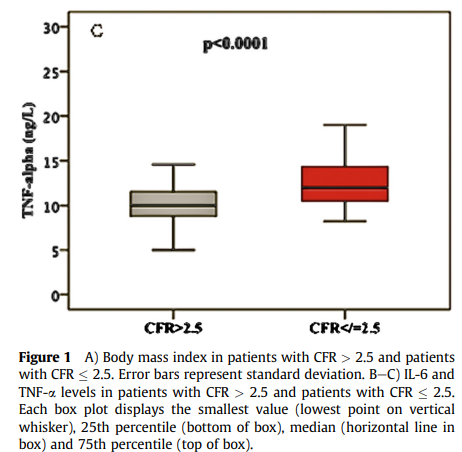 C
p<0.0001
TNF-alpha (ng/L)
30
25
20
15
10
5
0
CFR>2.5
CFR</=2.5
Figure 1 A) Body mass index in patients with CFR > 2.5 and patients
with CFR ≤ 2.5. Error bars represent standard deviation. B–C) IL-6 and
TNF-α levels in patients with CFR > 2.5 and patients with CFR ≤ 2.5.
Each box plot displays the smallest value (lowest point on vertical
whisker), 25th percentile (bottom of box), median (horizontal line in
box) and 75th percentile (top of box).